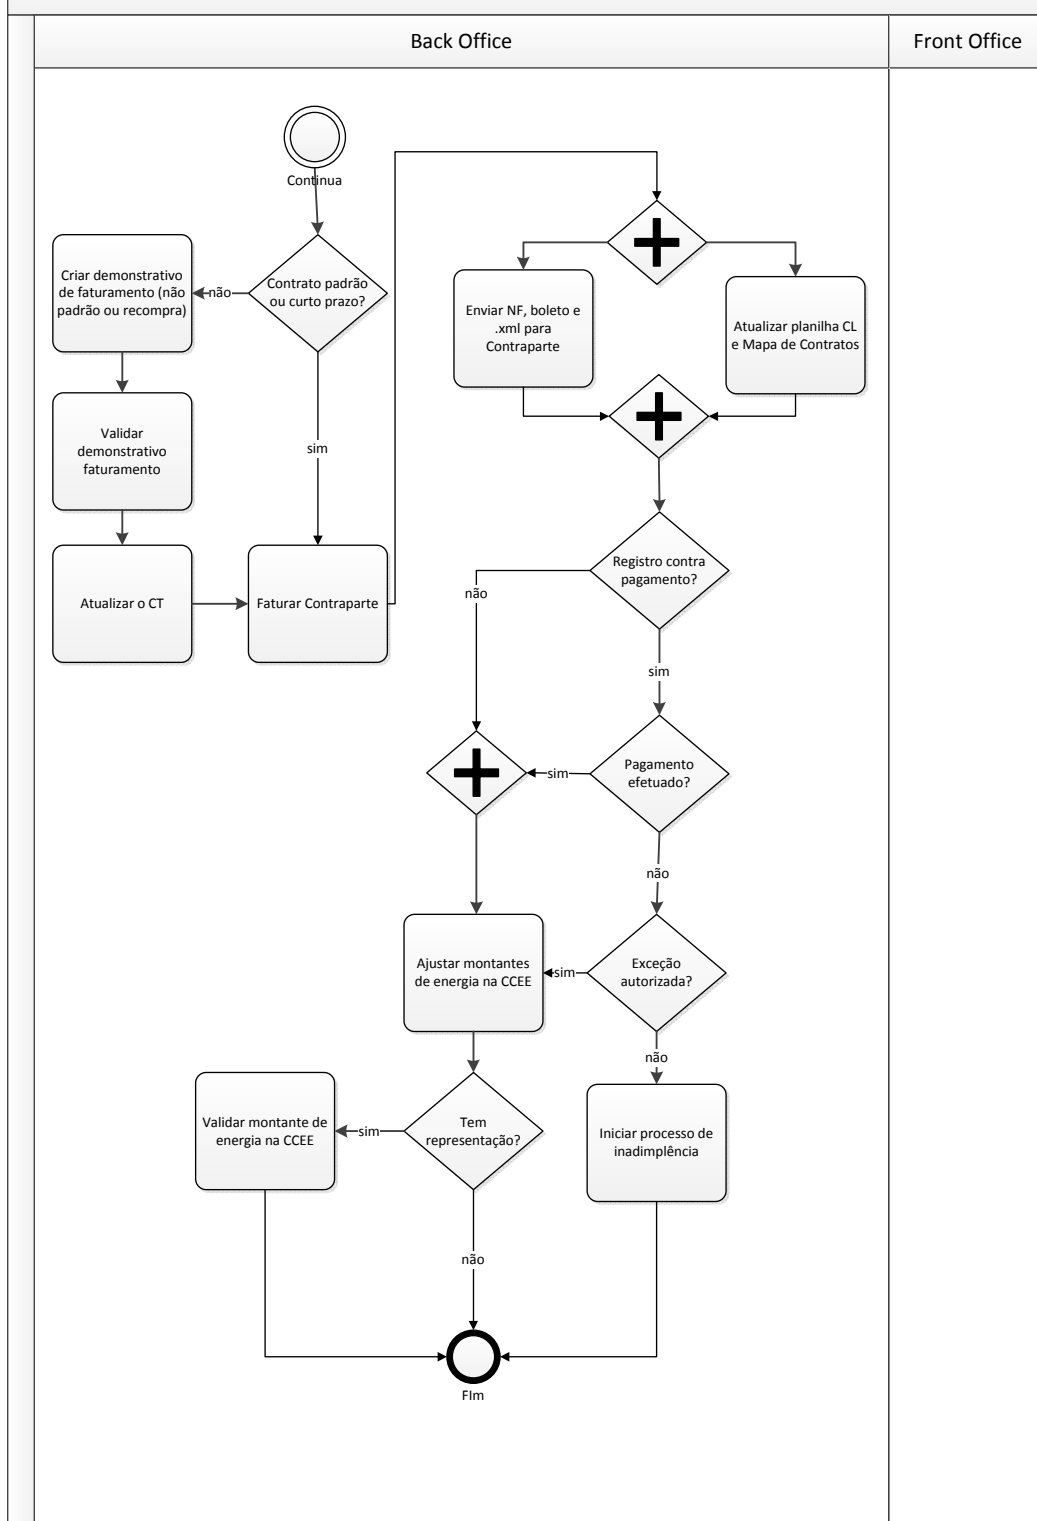 Back Office
Front Office
Continua
Contrato padrão
ou curto prazo?
não
Criar demonstrativo
de faturamento (não
padrão ou recompra)
Validar
demonstrativo
faturamento
Atualizar o CT
sim
Faturar Contraparte
Enviar NF, boleto e
.xml para
Contraparte
Atualizar planilha CL
e Mapa de Contratos
Registro contra
pagamento?
não
sim
Pagamento
efetuado?
sim
não
Exceção
autorizada?
sim
Ajustar montantes
de energia na CCEE
não
Iniciar processo de
inadimplência
Tem
representação?
sim
Validar montante de
energia na CCEE
não
FIm